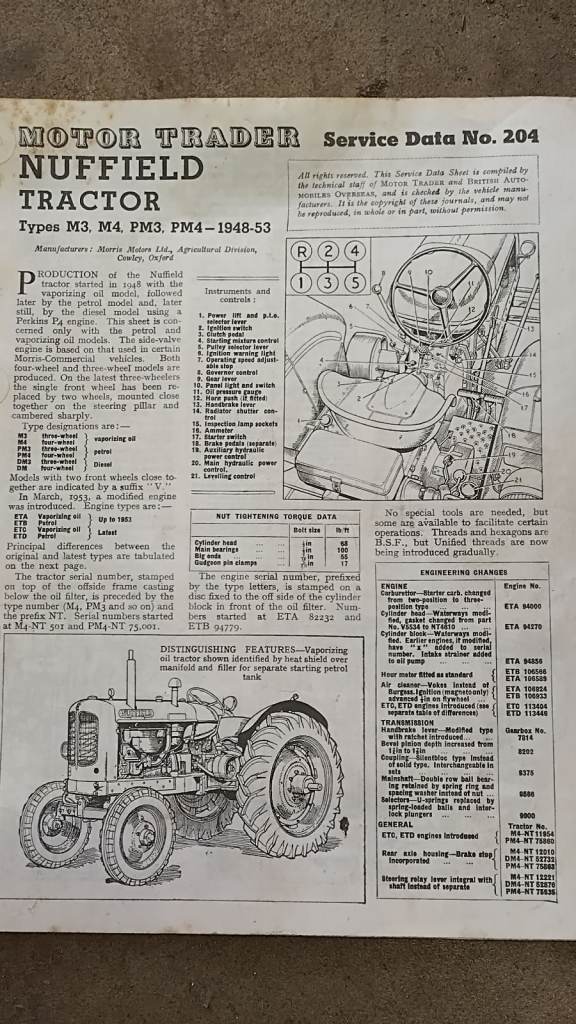 MOTOR TRADER Service Data No. 204
NUFFIELD
TRACTOR
Types M3, M4, PM3, PM4—1948-53
Manufacturers: Morris Motors Ltd., Agricultural Division,
Cowley, Oxford
All rights reserved. This Service Data Sheet is compiled by
the technical staff of MOTOR TRADER and BRITISH AUTO-
MOBILES OVERSEAS, and is checked by the vehicle manu-
facturers. It is the copyright of these journals, and may not
be reproduced, in whole or in part, without permission.
PRODUCTION of the Nuffield
tractor started in 1948 with the
vaporizing oil model, followed
later by the petrol model and, later
still, by the diesel model using a
Perkins P4 engine. This sheet is con-
cerned only with the petrol and
vaporizing oil models. The side-valve
engine is based on that used in certain
Morris-Commercial vehicles. Both
four-wheel and three-wheel models are
produced. On the latest three-wheelers
the single front wheel has been re-
placed by two wheels, mounted close
together on the steering pillar and
cambered sharply.
Type designations are:—
M3 three-wheel
M4 four-wheel
vaporizing oil
PM3 three-wheel
PM4 four-wheel
petrol
DM3 three-wheel
DM four-wheel
Diesel
Models with two front wheels close to-
gether are indicated by a suffix "V."
In March, 1953, a modified engine
was introduced. Engine types are:—
ETA Vaporizing oil
ETB Petrol
Up to 1953
ETC Vaporizing oil
ETD Petrol
Latest
Principal differences between the
original and latest types are tabulated
on the next page.
The tractor serial number, stamped
on top of the offside frame casting
below the oil filter, is preceded by the
type number (M4, PM3 and so on) and
the prefix NT. Serial numbers started
at M4-NT 501 and PM4-NT 75,001.
Instruments and
controls:
1. Power lift and p.t.o.
selector lever
2. Ignition switch
3. Clutch pedal
4. Starting mixture control
5. Pulley selector lever
6. Ignition warning light
7. Operating speed adjust-
able stop
8. Governor control
9. Gear lever
10. Panel light and switch
11. Oil pressure gauge
12. Horn push (if fitted)
13. Handbrake lever
14. Radiator shutter con-
trol
15. Inspection lamp sockets
16. Ammeter
17. Starter switch
18. Brake pedals (separate)
19. Auxiliary hydraulic
power control
20. Main hydraulic power
control.
21. Levelling control
R 2 4
1 3 5
NUT TIGHTENING TORQUE DATA
Bolt size lb/ft
Cylinder head 68
Main bearings 100
Big ends 55
Gudgeon pin clamps 17
The engine serial number, prefixed
by the type letters, is stamped on a
disc fixed to the off side of the cylinder
block in front of the oil filter. Num-
bers started at ETA 82232 and
ETB 94779.
No special tools are needed, but
some are available to facilitate certain
operations. Threads and hexagons are
B.S.F., but Unified threads are now
being introduced gradually.
ENGINEERING CHANGES
ENGINE Engine No.
Carburettor—Starter carb. changed
from two-position to three-
position type ETA 94000
Cylinder head—Waterways modi-
fied, gasket changed from part
No. V5534 to NT4610 ETA 94270
Cylinder block—Waterways modi-
fied. Earlier engines, if modified,
have "x" added to serial
number. Intake strainer added
to oil pump ETA 94856
Hour meter fitted as standard
ETB 106566
ETA 106589
Air cleaner—Vokes instead of
Burgess. Ignition (magneto only)
advanced
on flywheel
ETA 106924
ETB 106933
ETC, ETD engines introduced (see
separate table of differences)
ETC 113404
ETD 113446
TRANSMISSION
Handbrake lever—Modified type Gearbox No.
with ratchet introduced 7014
Bevel pinion depth increased from
8202
Coupling—Silentbloc type instead
of solid type. Interchangeable in
sets 9375
Mainshaft—Double row ball bear-
ing retained by spring ring and
spacing washer instead of nut 9586
Selectors—U-springs replaced by
spring-loaded balls and inter-
lock plungers 9900
GENERAL Tractor No.
ETC, ETD engines introduced
M4-NT 11954
PM4-NT 75860
Rear axle housing—Brake stop
incorporated
M4-NT 12010
DM4-NT 52732
PM4-NT 75863
Steering relay lever integral with
shaft instead of separate
M4-NT 12221
DM4-NT 52876
DISTINGUISHING FEATURES—Vaporizing
oil tractor shown identified by heat shield over
manifold and filler for separate starting petrol
tank